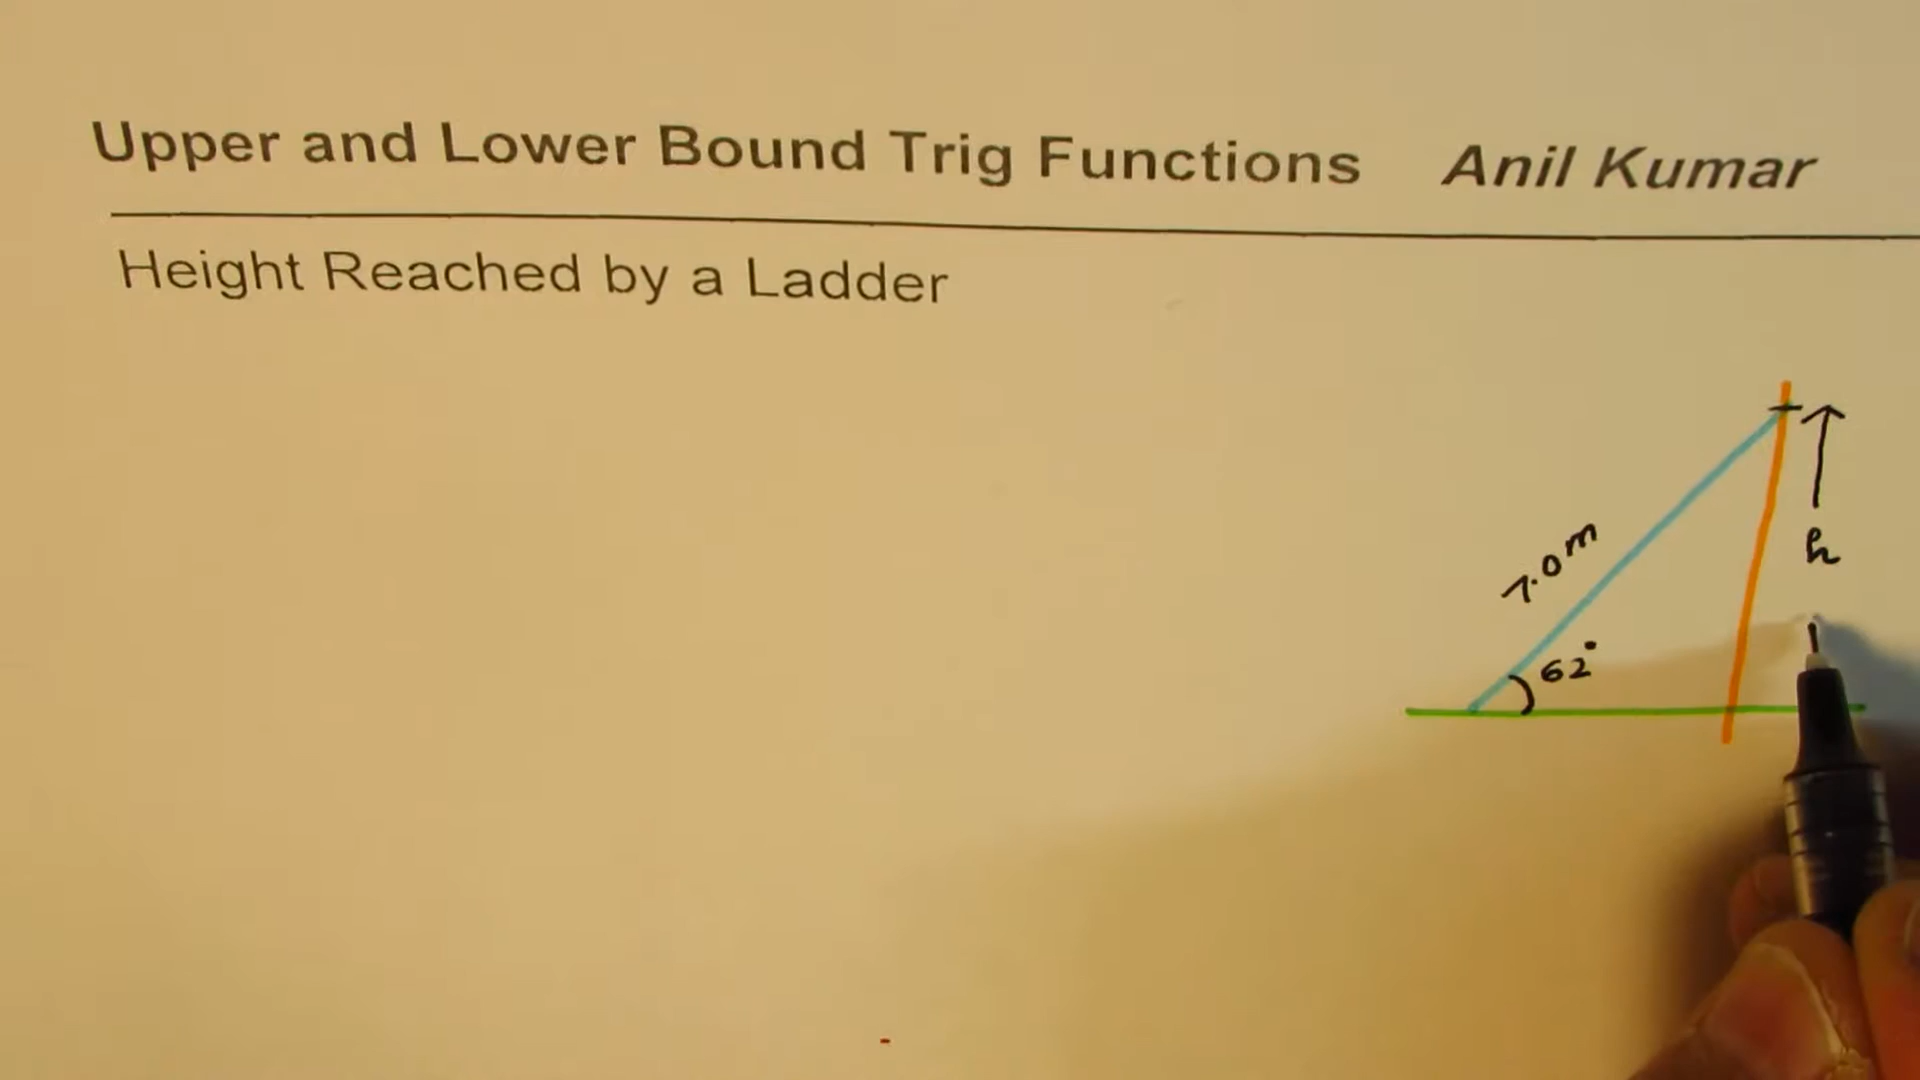 Upper and Lower Bound Trig Functions Anil Kumar
Height Reached by a Ladder
7.0m
h
62°